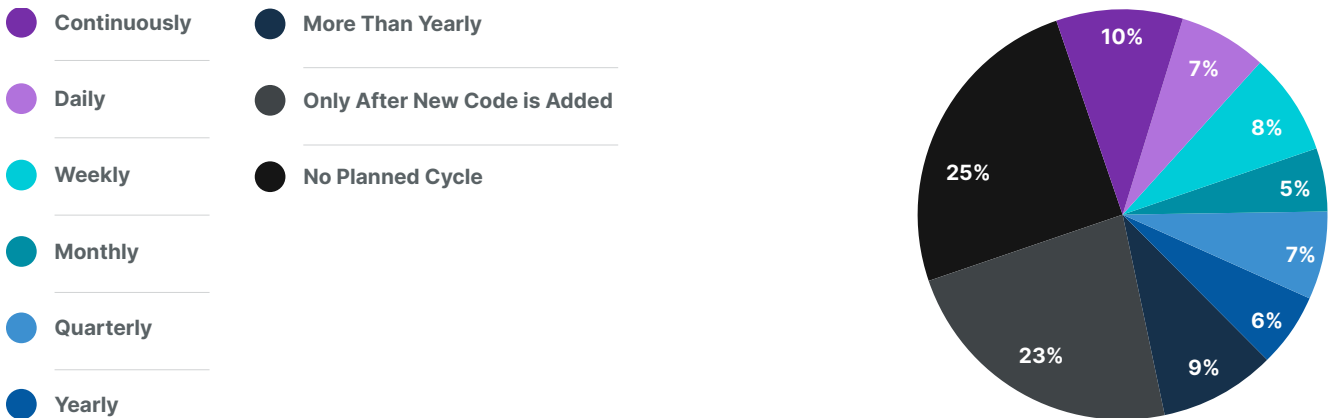 Continuously
Daily
Weekly
Monthly
Quarterly
Yearly
More Than Yearly
Only After New Code is Added
No Planned Cycle
10%
7%
8%
5%
7%
6%
9%
23%
25%